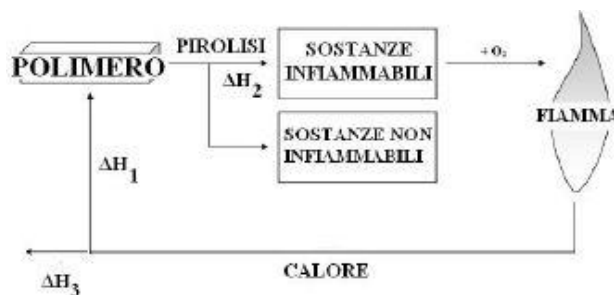 PIROLISI
POLIMERO
ΔH2
SOSTANZE
INFIAMMABILI
+O2
FIAMMA
SOSTANZE NON
INFIAMMABILI
ΔH1
CALORE
ΔH3